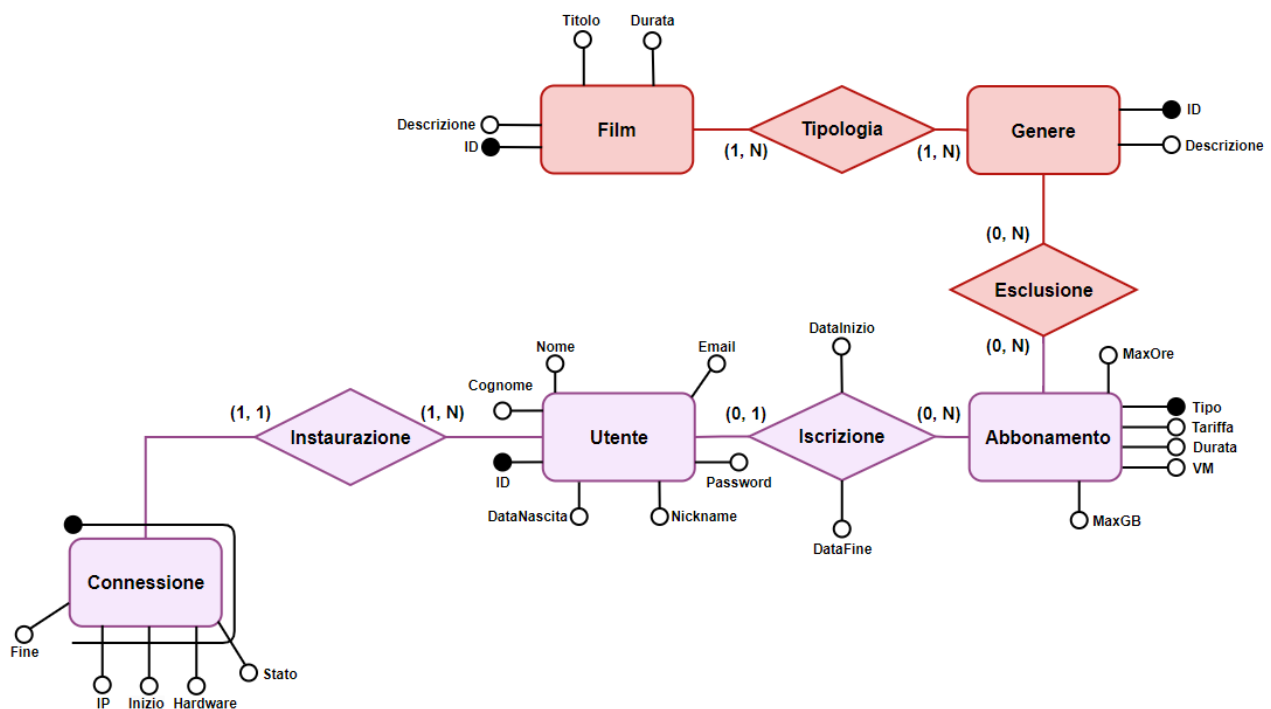 Titolo
Durata
Descrizione
ID
Film
Tipologia
Genere
ID
Descrizione
(1, N)
(1, N)
(0, N)
Esclusione
(0, N)
DataInizio
MaxOre
Nome
Email
Cognome
(1, 1)
(1, N)
(0, 1)
(0, N)
Instaurazione
Utente
Iscrizione
Abbonamento
Tipo
Tariffa
Durata
VM
ID
Password
DataNascita
Nickname
DataFine
MaxGB
Connessione
Fine
Stato
IP
Inizio
Hardware